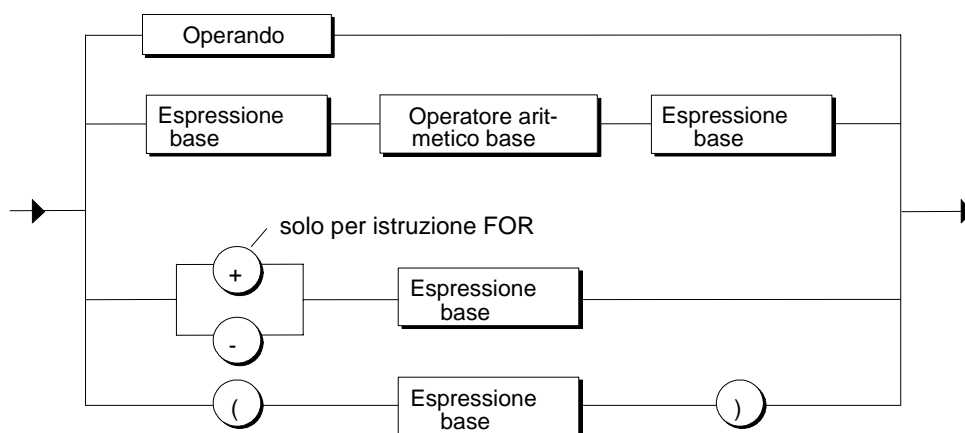 Operando
Espressione
base
Operatore arit-
metico base
Espressione
base
solo per istruzione FOR
+
Espressione
base
-
(
Espressione
base
)